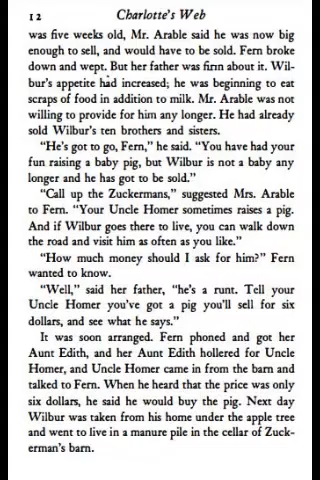 12 Charlotte's Web
was five weeks old, Mr. Arable said he was now big
enough to sell, and would have to be sold. Fern broke
down and wept. But her father was firm about it. Wil-
bur's appetite had increased; he was beginning to eat
scraps of food in addition to milk. Mr. Arable was not
willing to provide for him any longer. He had already
sold Wilbur's ten brothers and sisters.
"He's got to go, Fern," he said. "You have had your
fun raising a baby pig, but Wilbur is not a baby any
longer and he has got to be sold."
"Call up the Zuckermans," suggested Mrs. Arable
to Fern. "Your Uncle Homer sometimes raises a pig.
And if Wilbur goes there to live, you can walk down
the road and visit him as often as you like."
"How much money should I ask for him?" Fern
wanted to know.
"Well," said her father, "he's a runt. Tell your
Uncle Homer you've got a pig you'll sell for six
dollars, and see what he says."
It was soon arranged. Fern phoned and got her
Aunt Edith, and her Aunt Edith hollered for Uncle
Homer, and Uncle Homer came in from the barn and
talked to Fern. When he heard that the price was only
six dollars, he said he would buy the pig. Next day
Wilbur was taken from his home under the apple tree
and went to live in a manure pile in the cellar of Zuck-
erman's barn.